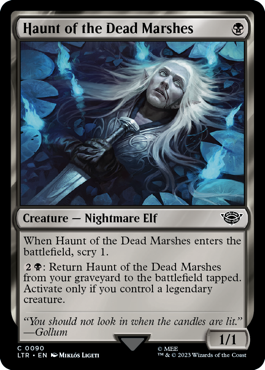 Haunt of the Dead Marshes
Creature — Nightmare Elf
When Haunt of the Dead Marshes enters the
battlefield, scry 1.
2: Return Haunt of the Dead Marshes
from your graveyard to the battlefield tapped.
Activate only if you control a legendary
creature.
"You should not look in when the candles are lit."
—Gollum
1/1
C 0090
LTR • EN MIKLÓS LIGETI
© MEE
™ & © 2023 Wizards of the Coast